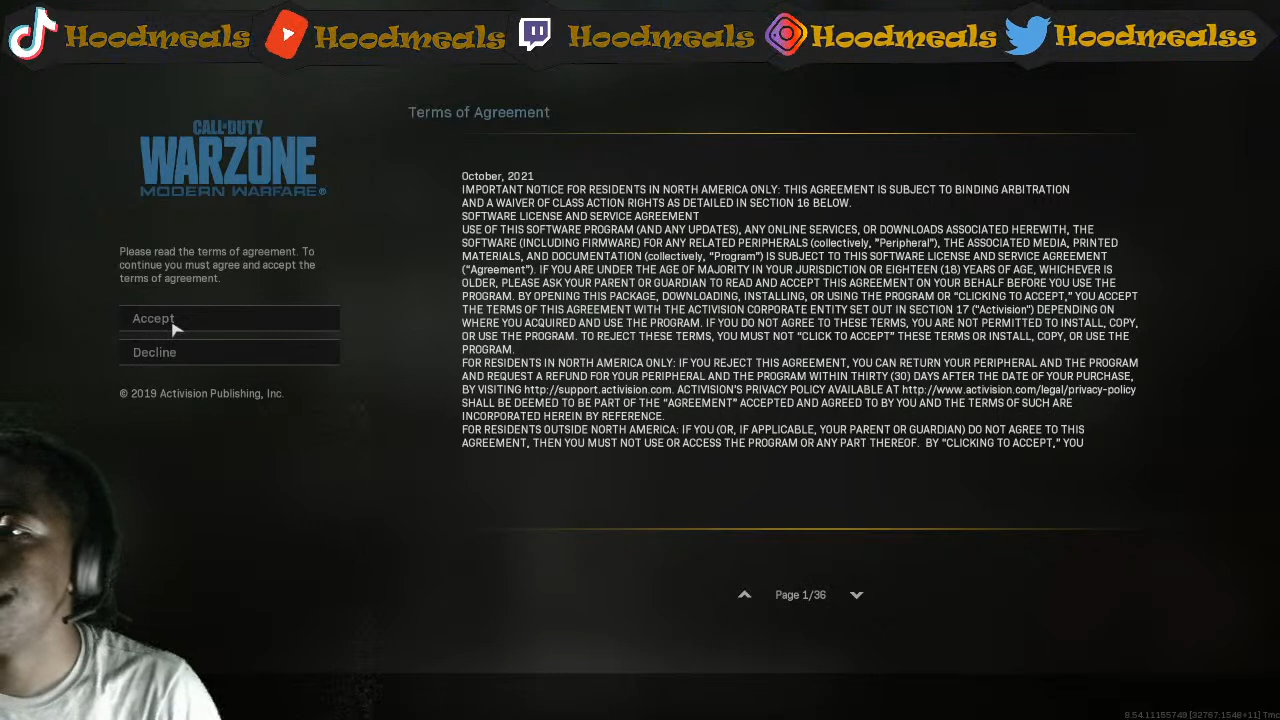 Hoodmeals Hoodmeals Hoodmeals Hoodmeals Hoodmealss
Terms of Agreement
CALL OF DUTY
WARZONE
MODERN WARFARE®
Please read the terms of agreement. To
continue you must agree and accept the
terms of agreement.
Accept
Decline
© 2019 Activision Publishing, Inc.
October, 2021
IMPORTANT NOTICE FOR RESIDENTS IN NORTH AMERICA ONLY: THIS AGREEMENT IS SUBJECT TO BINDING ARBITRATION
AND A WAIVER OF CLASS ACTION RIGHTS AS DETAILED IN SECTION 16 BELOW.
SOFTWARE LICENSE AND SERVICE AGREEMENT
USE OF THIS SOFTWARE PROGRAM (AND ANY UPDATES), ANY ONLINE SERVICES, OR DOWNLOADS ASSOCIATED HEREWITH, THE
SOFTWARE (INCLUDING FIRMWARE) FOR ANY RELATED PERIPHERALS (collectively, "Peripheral"), THE ASSOCIATED MEDIA, PRINTED
MATERIALS, AND DOCUMENTATION (collectively, "Program") IS SUBJECT TO THIS SOFTWARE LICENSE AND SERVICE AGREEMENT
("Agreement"). IF YOU ARE UNDER THE AGE OF MAJORITY IN YOUR JURISDICTION OR EIGHTEEN (18) YEARS OF AGE, WHICHEVER IS
OLDER, PLEASE ASK YOUR PARENT OR GUARDIAN TO READ AND ACCEPT THIS AGREEMENT ON YOUR BEHALF BEFORE YOU USE THE
PROGRAM. BY OPENING THIS PACKAGE, DOWNLOADING, INSTALLING, OR USING THE PROGRAM OR "CLICKING TO ACCEPT," YOU ACCEPT
THE TERMS OF THIS AGREEMENT WITH THE ACTIVISION CORPORATE ENTITY SET OUT IN SECTION 17 ("Activision") DEPENDING ON
WHERE YOU ACQUIRED AND USE THE PROGRAM. IF YOU DO NOT AGREE TO THESE TERMS, YOU ARE NOT PERMITTED TO INSTALL, COPY,
OR USE THE PROGRAM. TO REJECT THESE TERMS, YOU MUST NOT "CLICK TO ACCEPT" THESE TERMS OR INSTALL, COPY, OR USE THE
PROGRAM.
FOR RESIDENTS IN NORTH AMERICA ONLY: IF YOU REJECT THIS AGREEMENT, YOU CAN RETURN YOUR PERIPHERAL AND THE PROGRAM
AND REQUEST A REFUND FOR YOUR PERIPHERAL AND THE PROGRAM WITHIN THIRTY (30) DAYS AFTER THE DATE OF YOUR PURCHASE,
BY VISITING http://support.activision.com. ACTIVISION'S PRIVACY POLICY AVAILABLE AT http://www.activision.com/legal/privacy-policy
SHALL BE DEEMED TO BE PART OF THE "AGREEMENT" ACCEPTED AND AGREED TO BY YOU AND THE TERMS OF SUCH ARE
INCORPORATED HEREIN BY REFERENCE.
FOR RESIDENTS OUTSIDE NORTH AMERICA: IF YOU (OR, IF APPLICABLE, YOUR PARENT OR GUARDIAN) DO NOT AGREE TO THIS
AGREEMENT, THEN YOU MUST NOT USE OR ACCESS THE PROGRAM OR ANY PART THEREOF. BY "CLICKING TO ACCEPT," YOU
Page 1/36